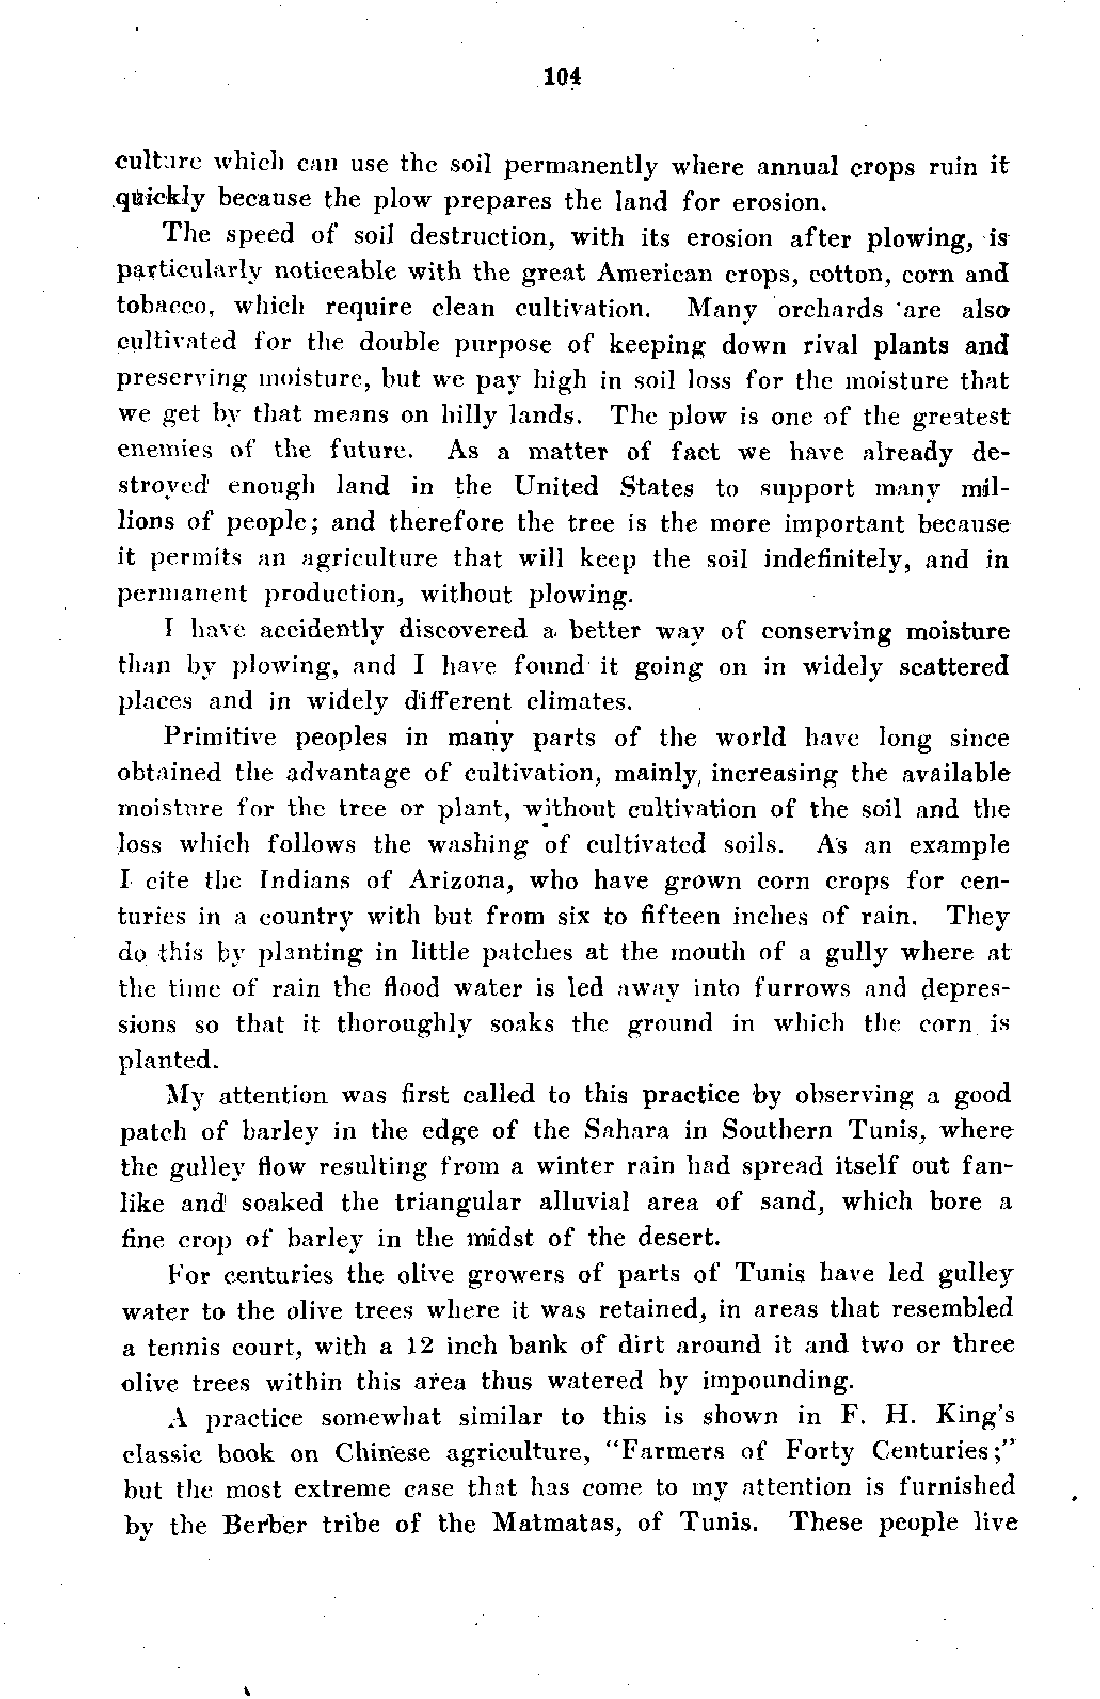 104
culture which can use the soil permanently where annual crops ruin it
quickly because the plow prepares the land for erosion.
The speed of soil destruction, with its erosion after plowing, is
particularly noticeable with the great American crops, cotton, corn and
tobacco, which require clean cultivation. Many orchards are also
cultivated for the double purpose of keeping down rival plants and
preserving moisture, but we pay high in soil loss for the moisture that
we get by that means on hilly lands. The plow is one of the greatest
enemies of the future. As a matter of fact we have already de-
stroyed enough land in the United States to support many mil-
lions of people; and therefore the tree is the more important because
it permits an agriculture that will keep the soil indefinitely, and in
permanent production, without plowing.
I have accidently discovered a better way of conserving moisture
than by plowing, and I have found it going on in widely scattered
places and in widely different climates.
Primitive peoples in many parts of the world have long since
obtained the advantage of cultivation, mainly, increasing the available
moisture for the tree or plant, without cultivation of the soil and the
loss which follows the washing of cultivated soils. As an example
I cite the Indians of Arizona, who have grown corn crops for cen-
turies in a country with but from six to fifteen inches of rain. They
do this by planting in little patches at the mouth of a gully where at
the time of rain the flood water is led away into furrows and depres-
sions so that it thoroughly soaks the ground in which the corn is
planted.
My attention was first called to this practice by observing a good
patch of barley in the edge of the Sahara in Southern Tunis, where
the gulley flow resulting from a winter rain had spread itself out fan-
like and soaked the triangular alluvial area of sand, which bore a
fine crop of barley in the midst of the desert.
For centuries the olive growers of parts of Tunis have led gulley
water to the olive trees where it was retained, in areas that resembled
a tennis court, with a 12 inch bank of dirt around it and two or three
olive trees within this area thus watered by impounding.
A practice somewhat similar to this is shown in F. H. King's
classic book on Chinese agriculture, "Farmers of Forty Centuries;"
but the most extreme case that has come to my attention is furnished
by the Berber tribe of the Matmatas, of Tunis. These people live